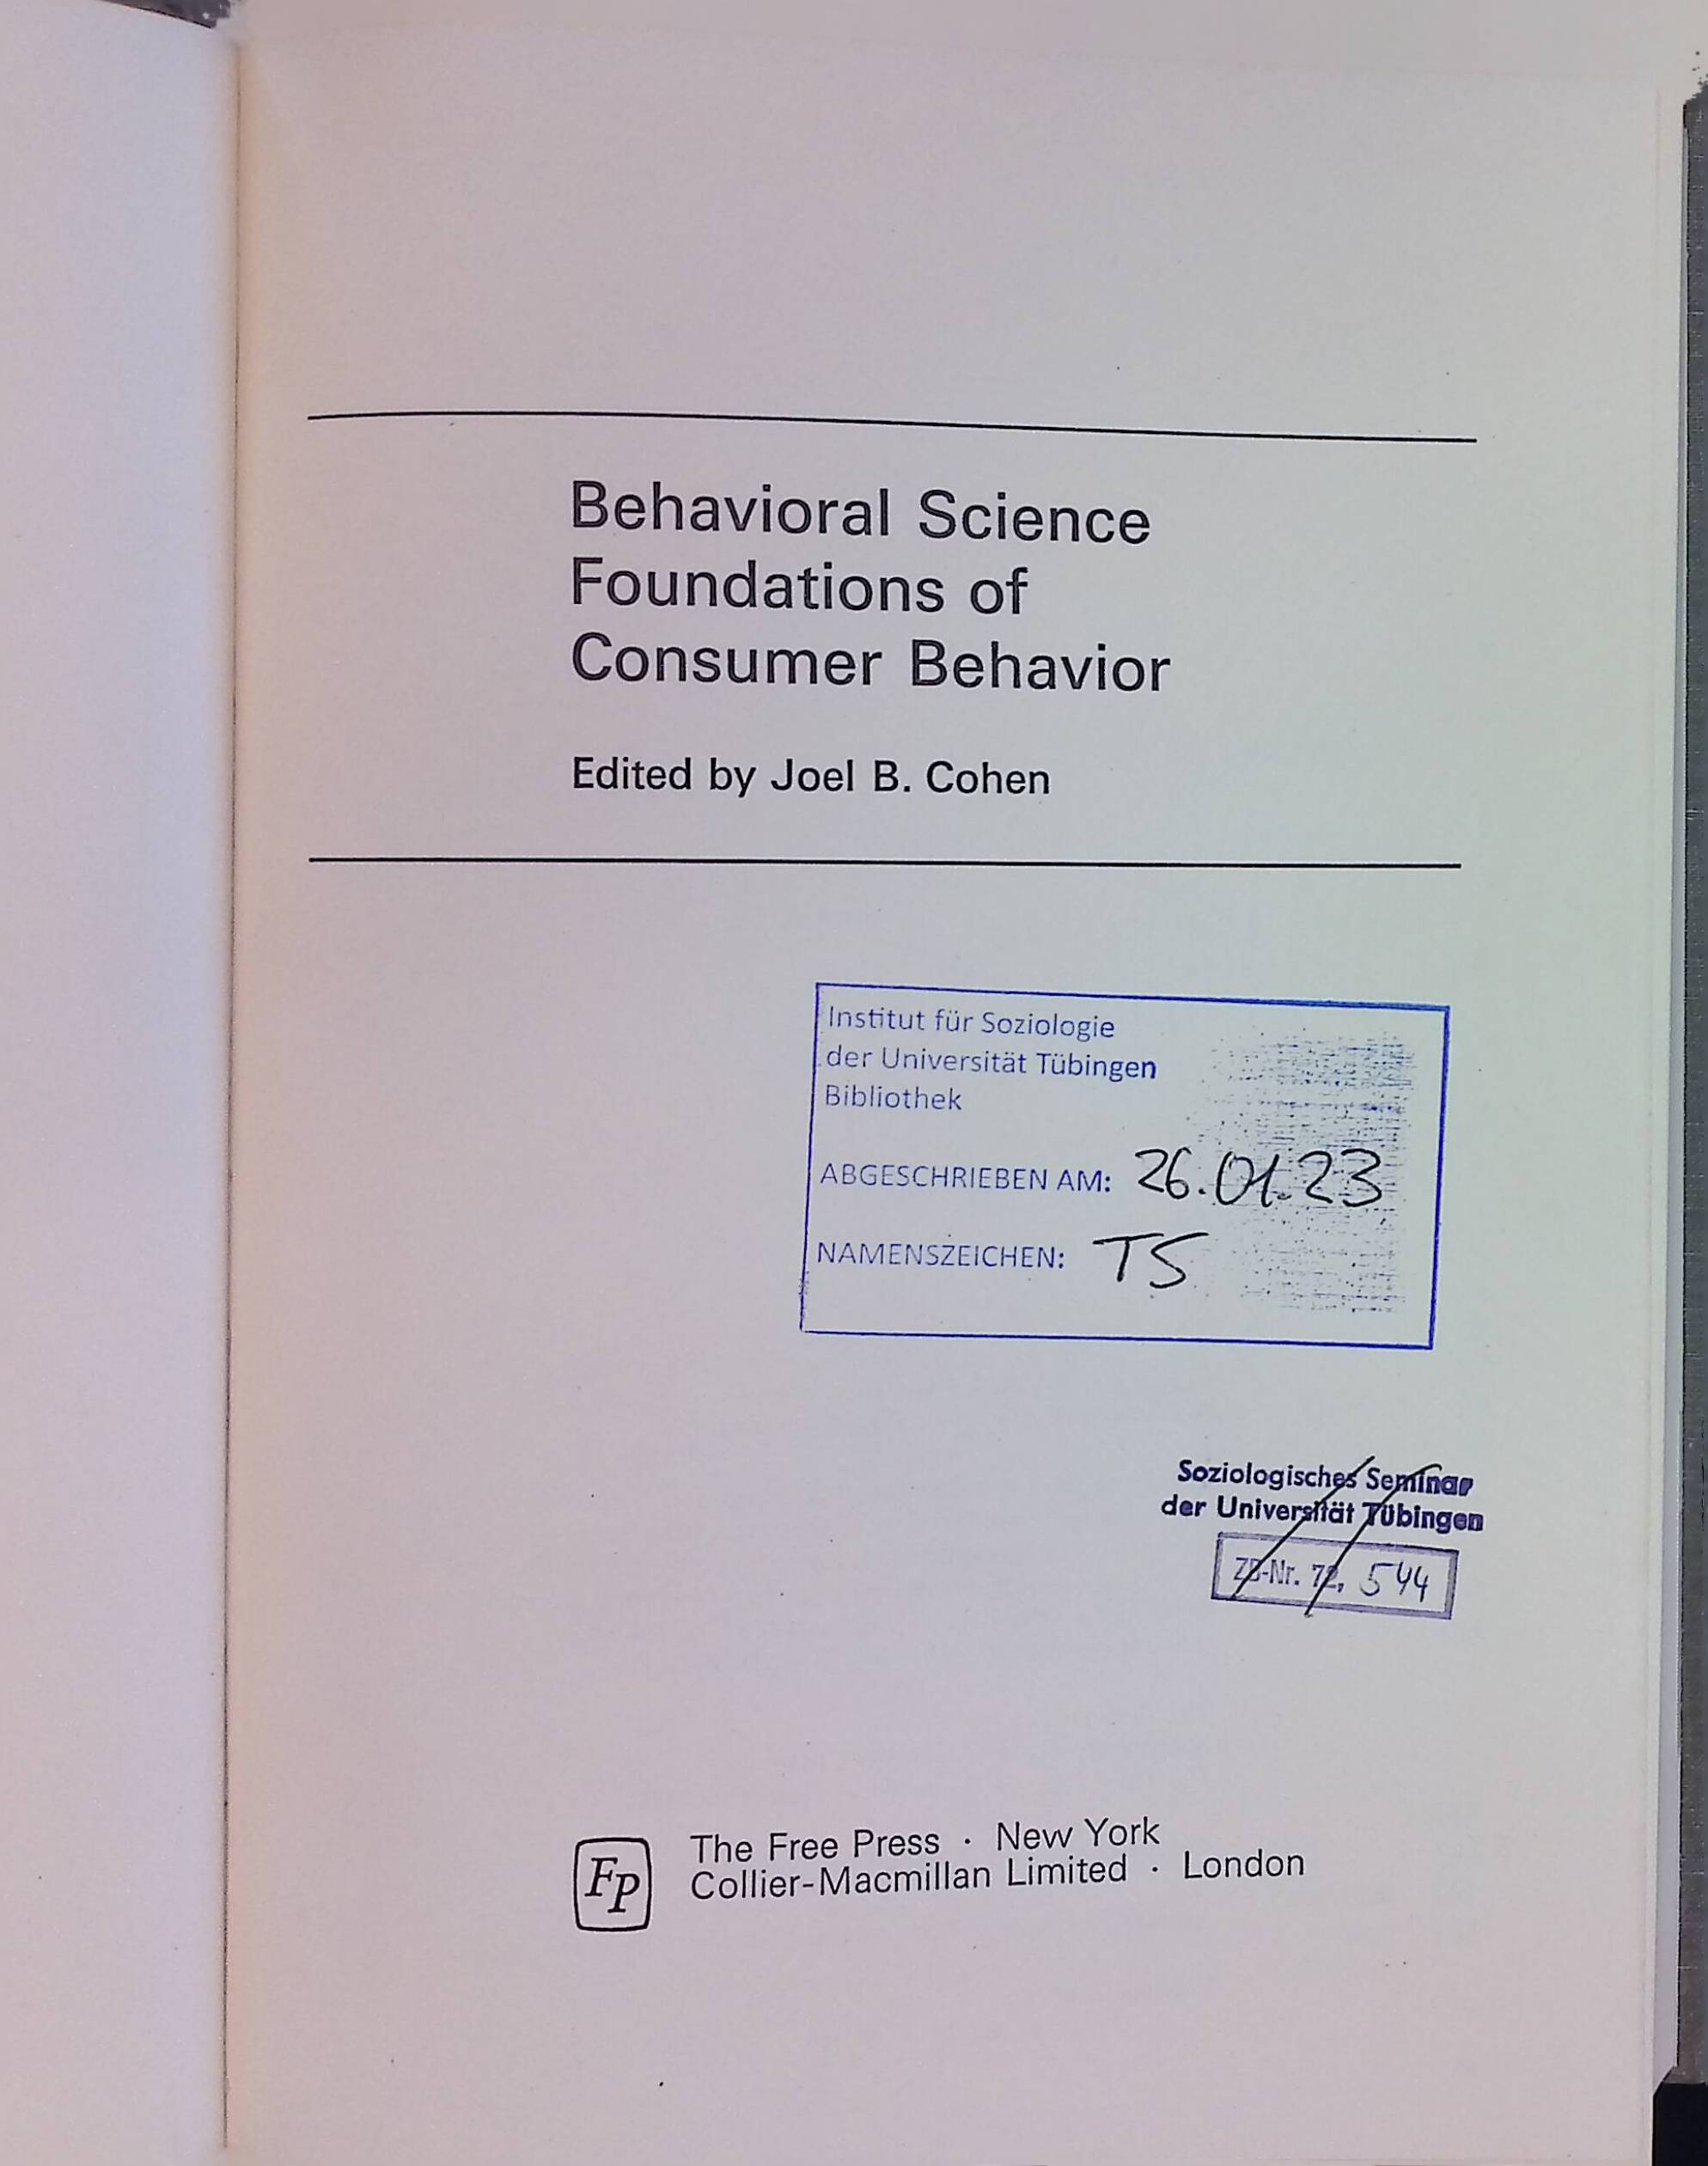 Behavioral Science
Foundations of
Consumer Behavior
Edited by Joel B. Cohen
Institut für Soziologie
der Universität Tübingen
Bibliothek
ABGESCHRIEBEN AM: 26.01.23
NAMENSZEICHEN: TS
Soziologisches Seminar
der Universität Tübingen
ZB-Nr. 72, 544
FP
The Free Press · New York
Collier-Macmillan Limited · London